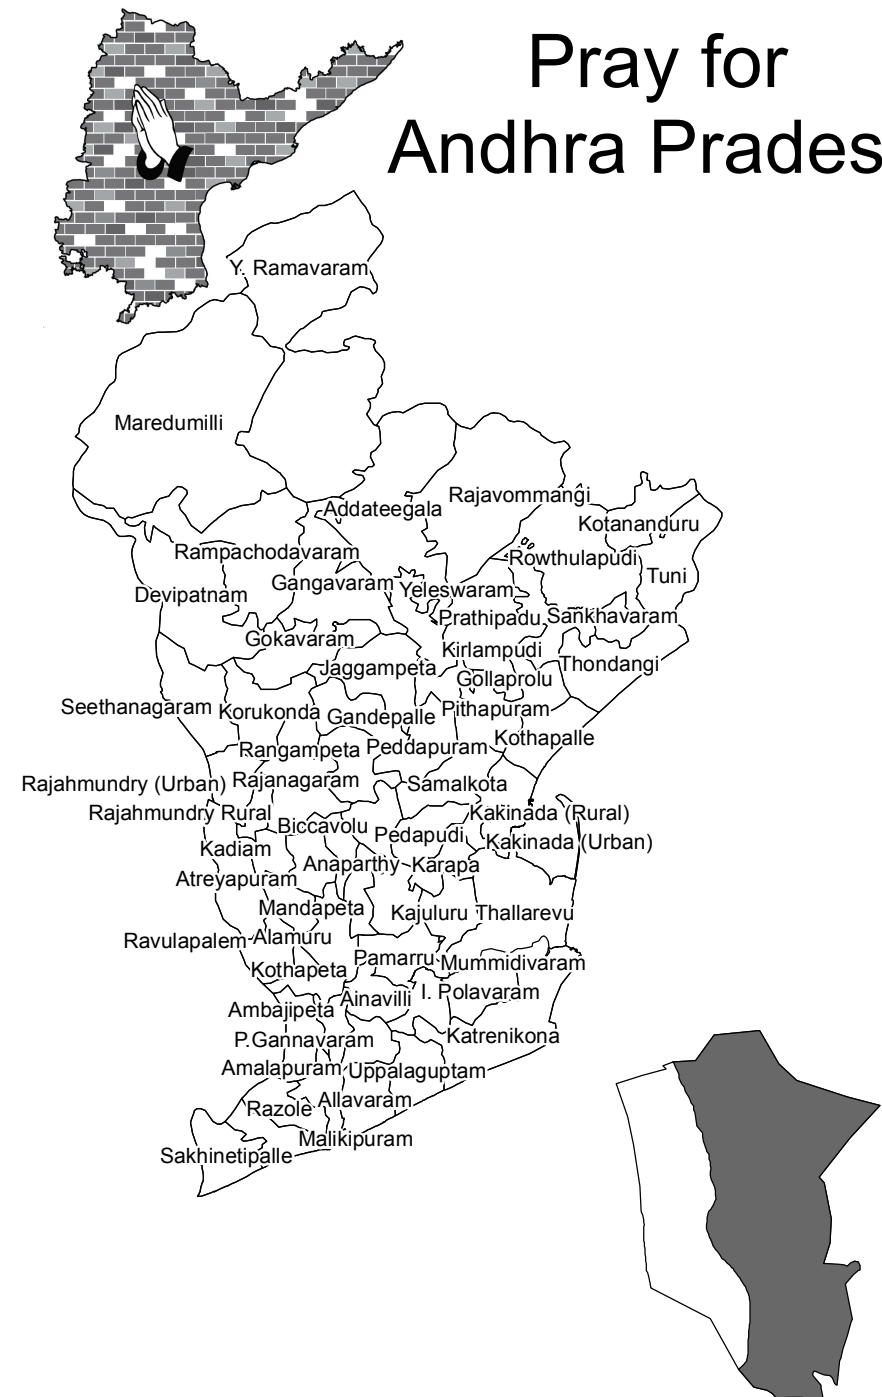 Pray for
Andhra Prades
Y. Ramavaram
Maredumilli
Addateegala
Rajavommangi
Kotananduru
Rampachodavaram
Rowthulapudi
Tuni
Devipatnam
Gangavaram
Yeleswaram
Prathipadu
Sankhavaram
Gokavaram
Kirlampudi
Jaggampeta
Gollaprolu
Thondangi
Seethanagaram
Korukonda
Gandepalle
Pithapuram
Rangampeta
Peddapuram
Kothapalle
Rajahmundry (Urban)
Rajanagaram
Samalkota
Rajahmundry Rural
Biccavolu
Pedapudi
Kakinada (Rural)
Kadiam
Kakinada (Urban)
Anaparthy
Karapa
Atreyapuram
Mandapeta
Kajuluru
Thallarevu
Ravulapalem
Alamuru
Pamarru
Mummidivaram
Kothapeta
Ainavilli
I. Polavaram
Ambajipeta
P.Gannavaram
Katrenikona
Amalapuram
Uppalaguptam
Razole
Allavaram
Malikipuram
Sakhinetipalle